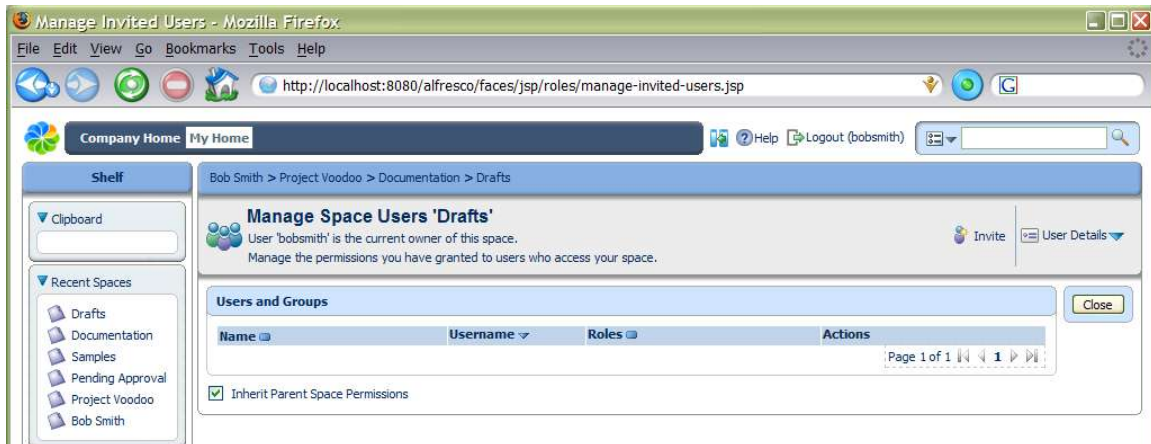 Manage Invited Users - Mozilla Firefox
File Edit View Go Bookmarks Tools Help
http://localhost:8080/alfresco/faces/jsp/roles/manage-invited-users.jsp
G
Company Home My Home
Help Logout (bobsmith)
Shelf
Clipboard
Recent Spaces
Drafts
Documentation
Samples
Pending Approval
Project Voodoo
Bob Smith
Bob Smith > Project Voodoo > Documentation > Drafts
Manage Space Users 'Drafts'
User 'bobsmith' is the current owner of this space.
Manage the permissions you have granted to users who access your space.
Invite User Details
Users and Groups
Close
Name Username Roles Actions
Page 1 of 1 1
Inherit Parent Space Permissions